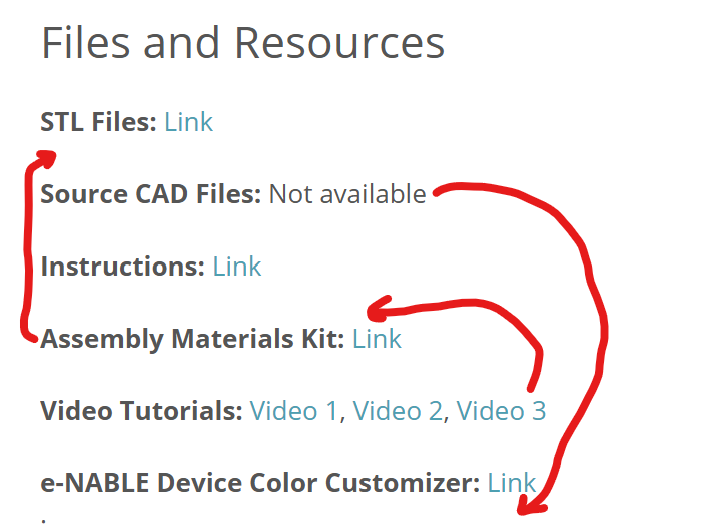 Files and Resources
STL Files: Link
Source CAD Files: Not available
Instructions: Link
Assembly Materials Kit: Link
Video Tutorials: Video 1, Video 2, Video 3
e-NABLE Device Color Customizer: Link
.